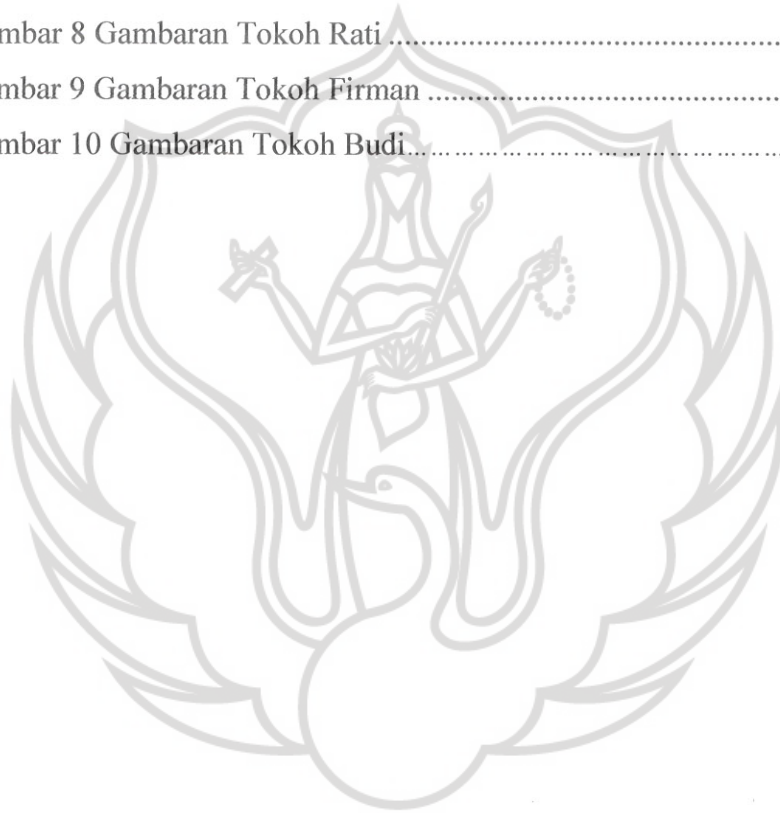 mbar 8 Gambaran Tokoh Rati ...............................................
mbar 9 Gambaran Tokoh Firman ...........................................
mbar 10 Gambaran Tokoh Budi.............................................